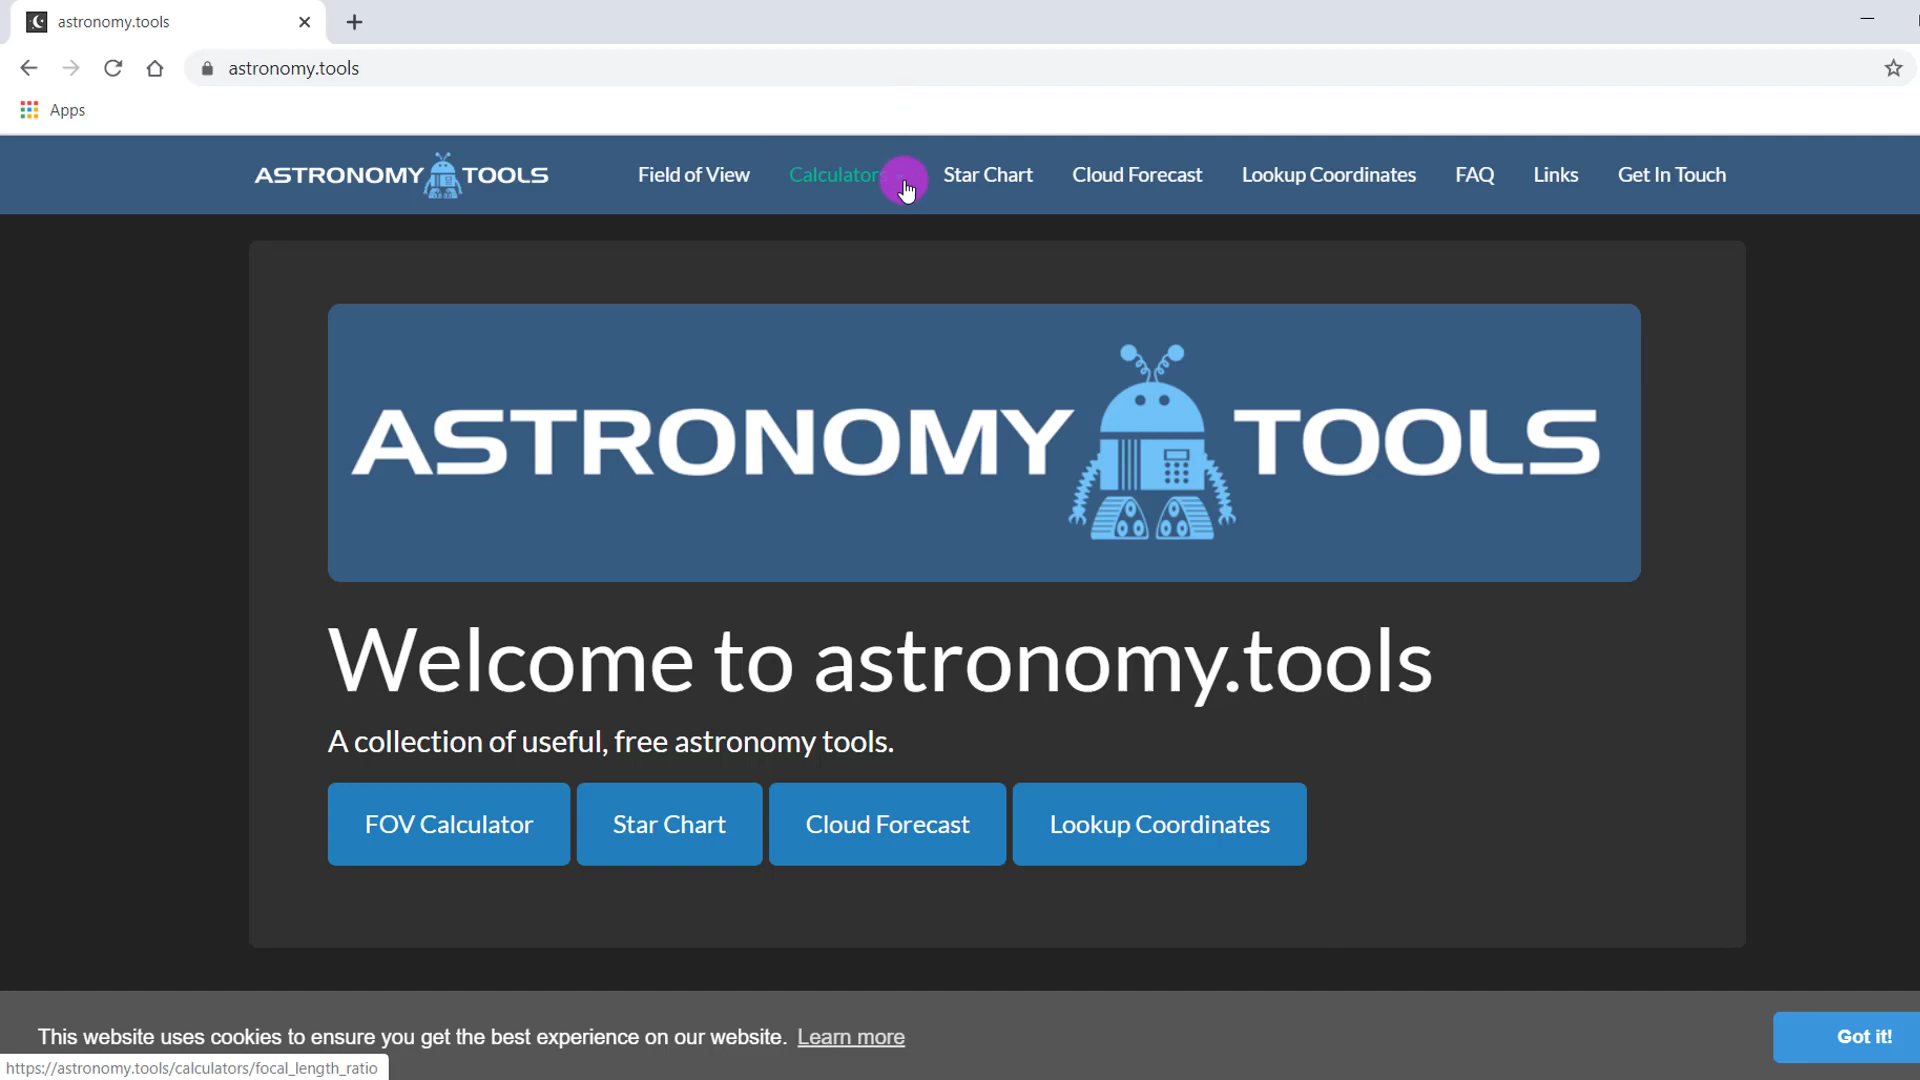 astronomy.tools
astronomy.tools
Apps
ASTRONOMY TOOLS Field of View Calculators Star Chart Cloud Forecast Lookup Coordinates FAQ Links Get In Touch
ASTRONOMY TOOLS
Welcome to astronomy.tools
A collection of useful, free astronomy tools.
FOV Calculator Star Chart Cloud Forecast Lookup Coordinates
This website uses cookies to ensure you get the best experience on our website. Learn more Got it!
https://astronomy.tools/calculators/focal_length_ratio